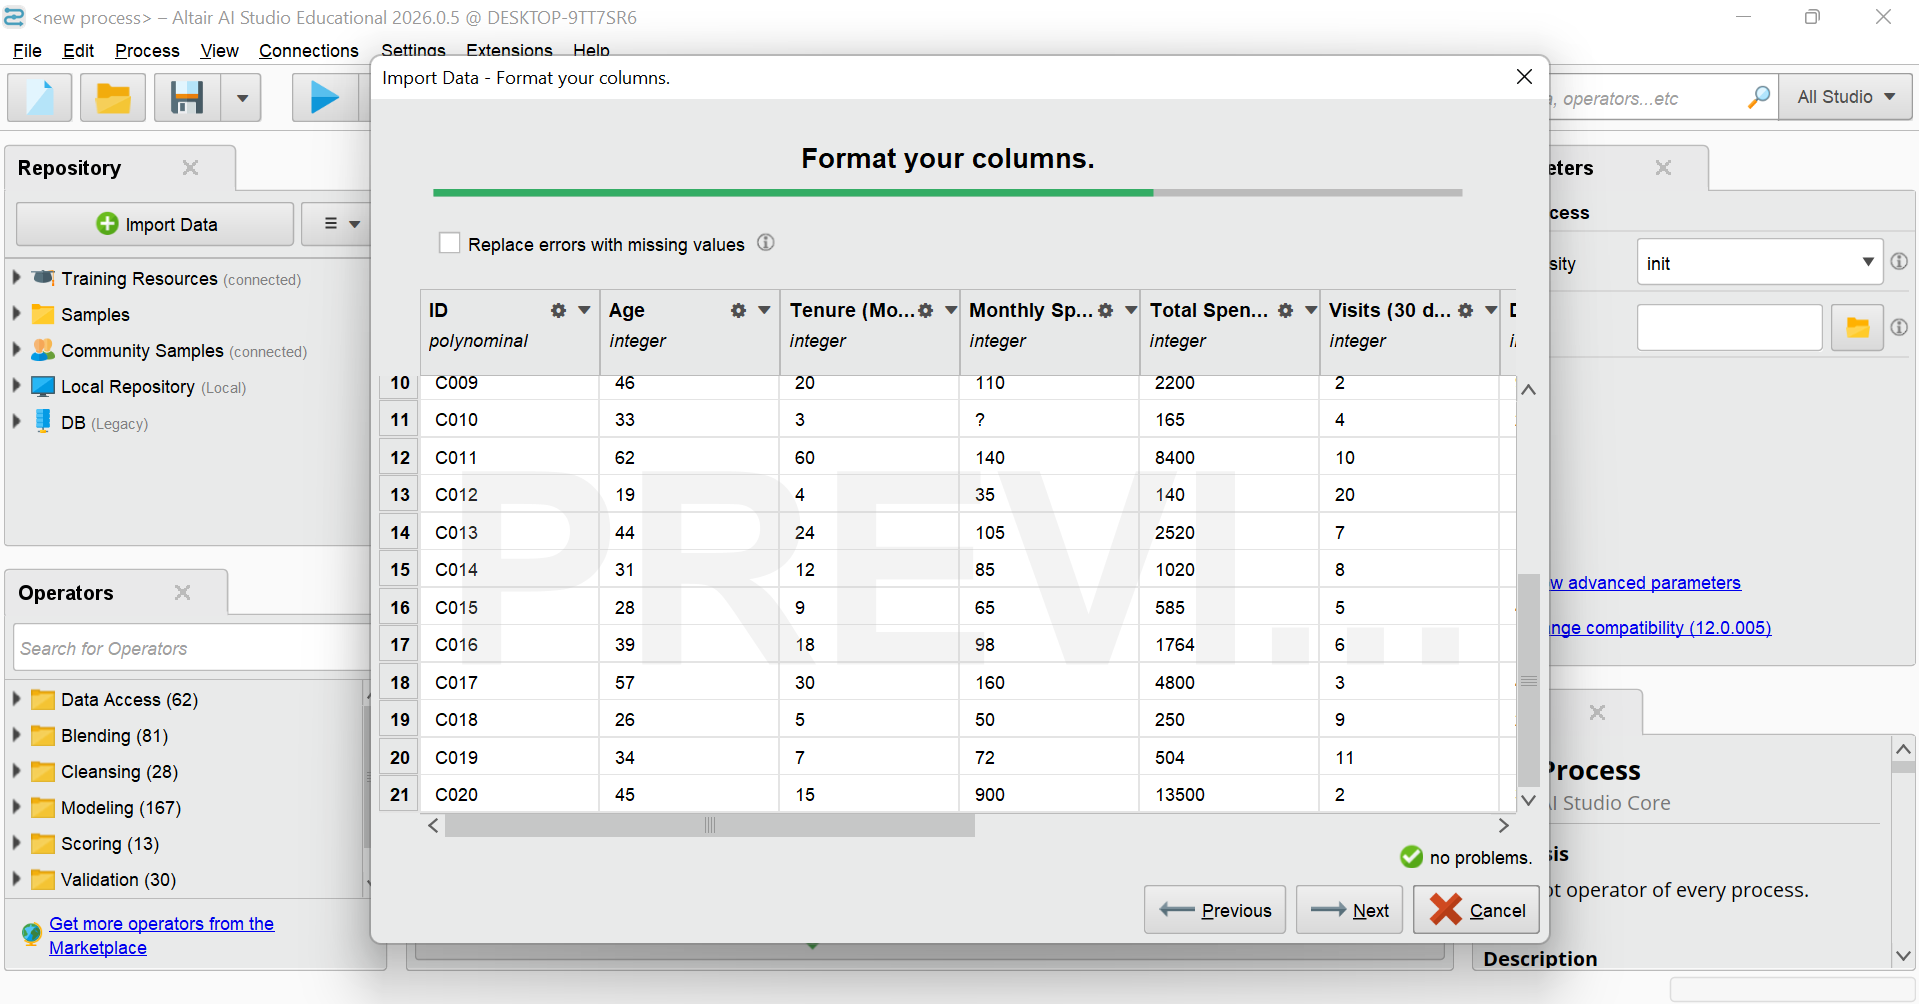 <new process> – Altair AI Studio Educational 2026.0.5 @ DESKTOP-9TT7SR6
File Edit Process View Connections Settings Extensions Help
Import Data - Format your columns.
, operators...etc
All Studio
Repository
Import Data
Training Resources (connected)
Samples
Community Samples (connected)
Local Repository (Local)
DB (Legacy)
Operators
Search for Operators
Data Access (62)
Blending (81)
Cleansing (28)
Modeling (167)
Scoring (13)
Validation (30)
Get more operators from the
Marketplace
Format your columns.
Replace errors with missing values
ID Age Tenure (Mo... Monthly Sp... Total Spen... Visits (30 d...
polynominal integer integer integer integer integer
10 C009 46 20 110 2200 2
11 C010 33 3 ? 165 4
12 C011 62 60 140 8400 10
13 C012 19 4 35 140 20
14 C013 44 24 105 2520 7
15 C014 31 12 85 1020 8
16 C015 28 9 65 585 5
17 C016 39 18 98 1764 6
18 C017 57 30 160 4800 3
19 C018 26 5 50 250 9
20 C019 34 7 72 504 11
21 C020 45 15 900 13500 2
PREVI...
no problems.
Previous Next Cancel
eters
cess
sity init
w advanced parameters
nge compatibility (12.0.005)
Process
AI Studio Core
sis
ot operator of every process.
Description